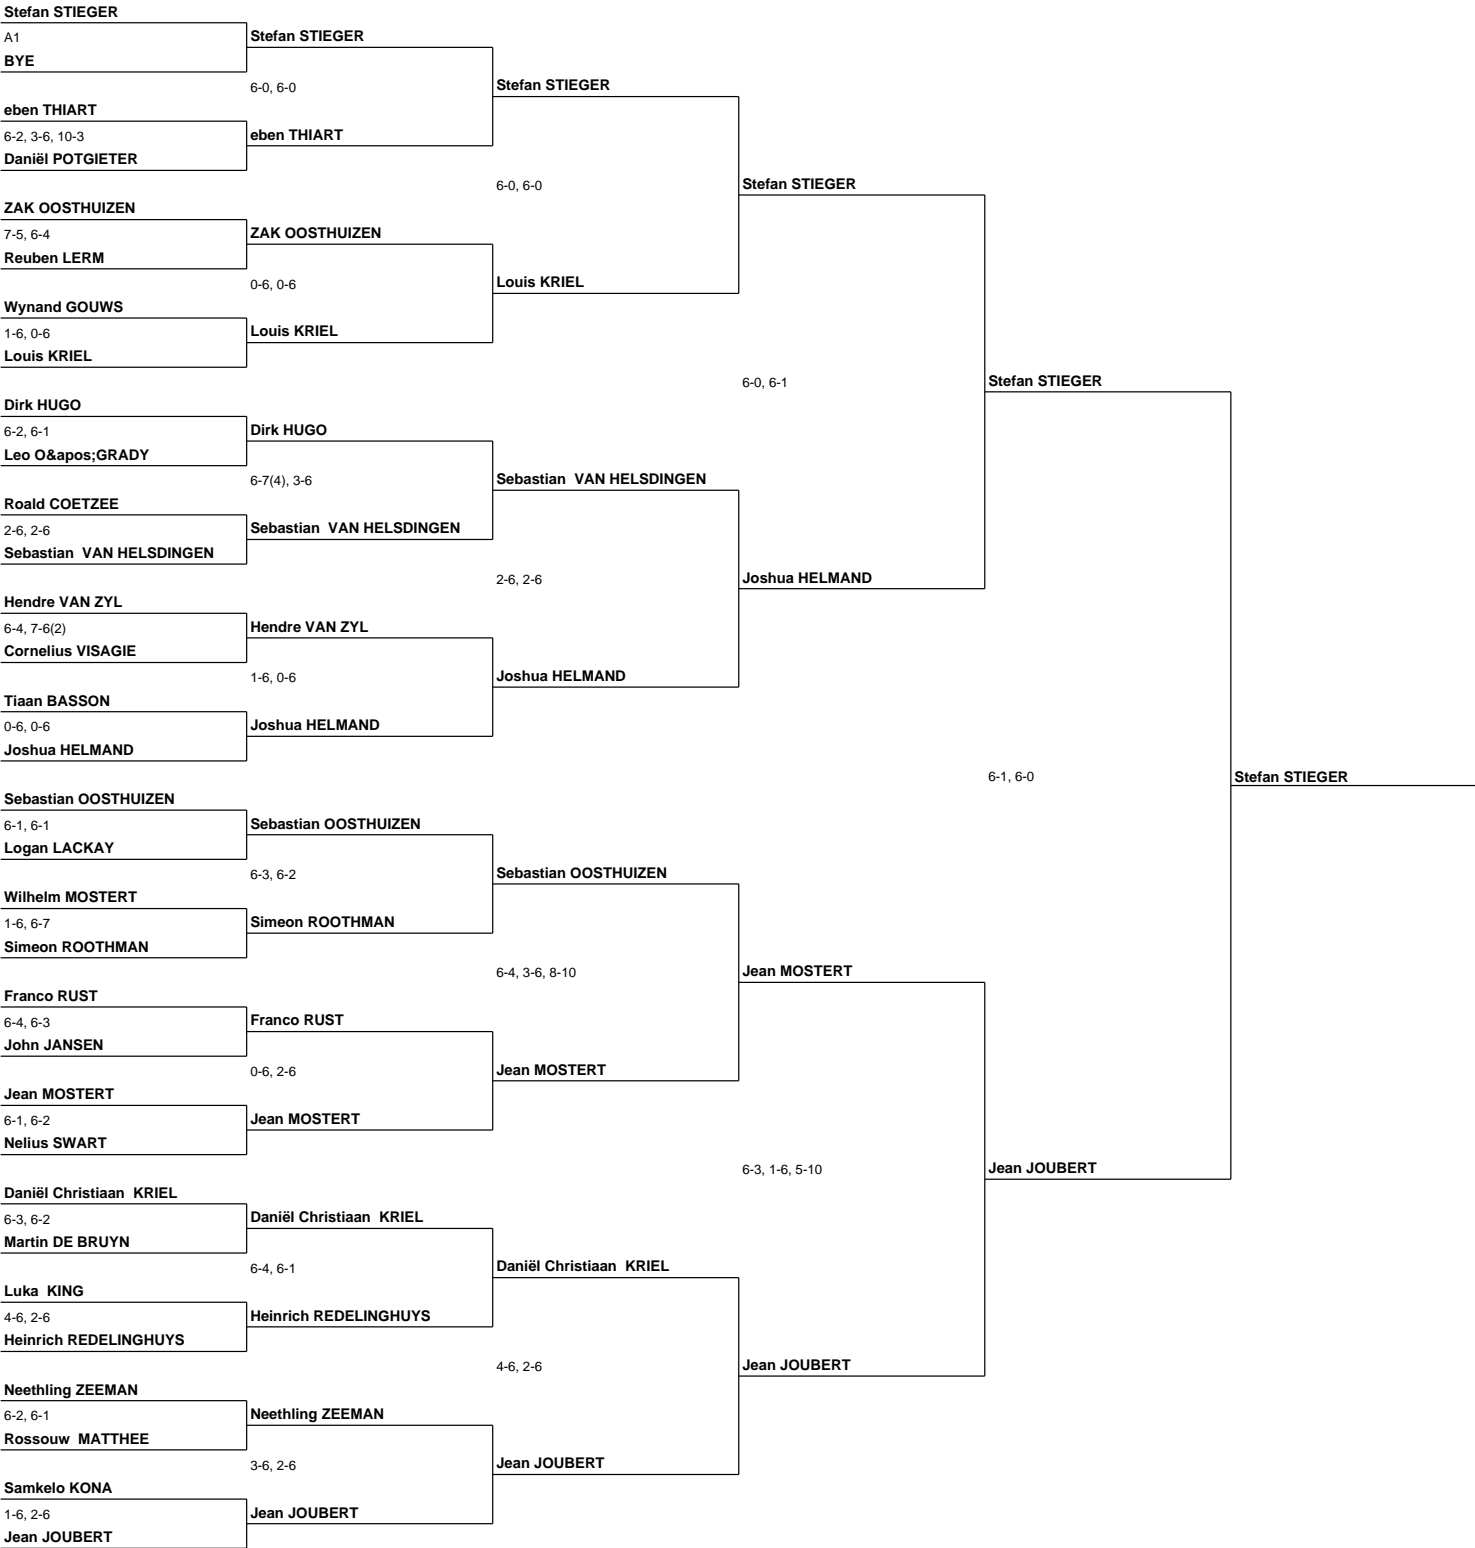 Stefan STIEGER
A1
BYE
eben THIART
6-2, 3-6, 10-3
Daniël POTGIETER
ZAK OOSTHUIZEN
7-5, 6-4
Reuben LERM
Wynand GOUWS
1-6, 0-6
Louis KRIEL
Dirk HUGO
6-2, 6-1
Leo O&apos;GRADY
Roald COETZEE
2-6, 2-6
Sebastian  VAN HELSDINGEN
Hendre VAN ZYL
6-4, 7-6(2)
Cornelius VISAGIE
Tiaan BASSON
0-6, 0-6
Joshua HELMAND
Sebastian OOSTHUIZEN
6-1, 6-1
Logan LACKAY
Wilhelm MOSTERT
1-6, 6-7
Simeon ROOTHMAN
Franco RUST
6-4, 6-3
John JANSEN
Jean MOSTERT
6-1, 6-2
Nelius SWART
Daniël Christiaan  KRIEL
6-3, 6-2
Martin DE BRUYN
Luka  KING
4-6, 2-6
Heinrich REDELINGHUYS
Neethling ZEEMAN
6-2, 6-1
Rossouw  MATTHEE
Samkelo KONA
1-6, 2-6
Jean JOUBERT
Stefan STIEGER
6-0, 6-0
eben THIART
ZAK OOSTHUIZEN
0-6, 0-6
Louis KRIEL
Dirk HUGO
6-7(4), 3-6
Sebastian  VAN HELSDINGEN
Hendre VAN ZYL
1-6, 0-6
Joshua HELMAND
Sebastian OOSTHUIZEN
6-3, 6-2
Simeon ROOTHMAN
Franco RUST
0-6, 2-6
Jean MOSTERT
Daniël Christiaan  KRIEL
6-4, 6-1
Heinrich REDELINGHUYS
Neethling ZEEMAN
3-6, 2-6
Jean JOUBERT
Stefan STIEGER
6-0, 6-0
Louis KRIEL
Sebastian  VAN HELSDINGEN
2-6, 2-6
Joshua HELMAND
Sebastian OOSTHUIZEN
6-4, 3-6, 8-10
Jean MOSTERT
Daniël Christiaan  KRIEL
4-6, 2-6
Jean JOUBERT
Stefan STIEGER
6-0, 6-1
Joshua HELMAND
Jean MOSTERT
6-3, 1-6, 5-10
Jean JOUBERT
Stefan STIEGER
6-1, 6-0
Jean JOUBERT
Stefan STIEGER